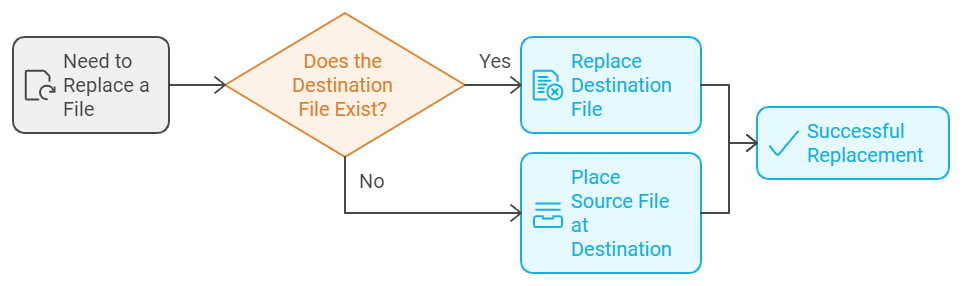 Need to
Replace a
File
Does the
Destination
File Exist?
Yes
Replace
Destination
File
No
Place
Source File
at
Destination
Successful
Replacement